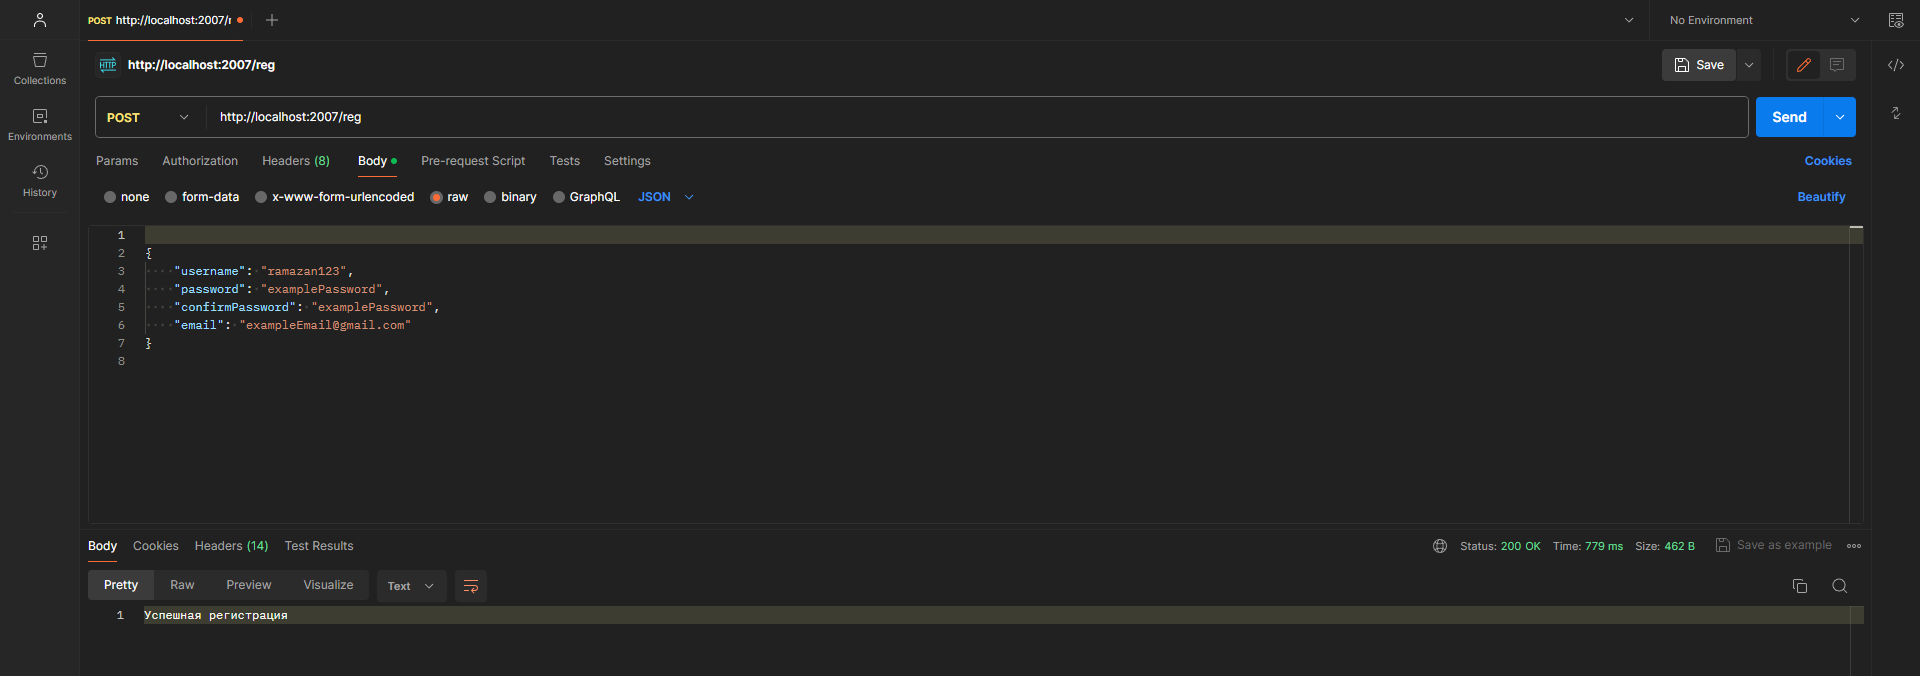 POST http://localhost:2007/r
No Environment
Collections
Environments
History
HTTP http://localhost:2007/reg
Save
POST http://localhost:2007/reg
Send
Params Authorization Headers (8) Body Pre-request Script Tests Settings
Cookies
none form-data x-www-form-urlencoded raw binary GraphQL JSON
Beautify
1
2 {
3 "username": "ramazan123",
4 "password": "examplePassword",
5 "confirmPassword": "examplePassword",
6 "email": "exampleEmail@gmail.com"
7 }
8
Body Cookies Headers (14) Test Results
Status: 200 OK Time: 779 ms Size: 462 B Save as example
Pretty Raw Preview Visualize Text
1 Успешная регистрация